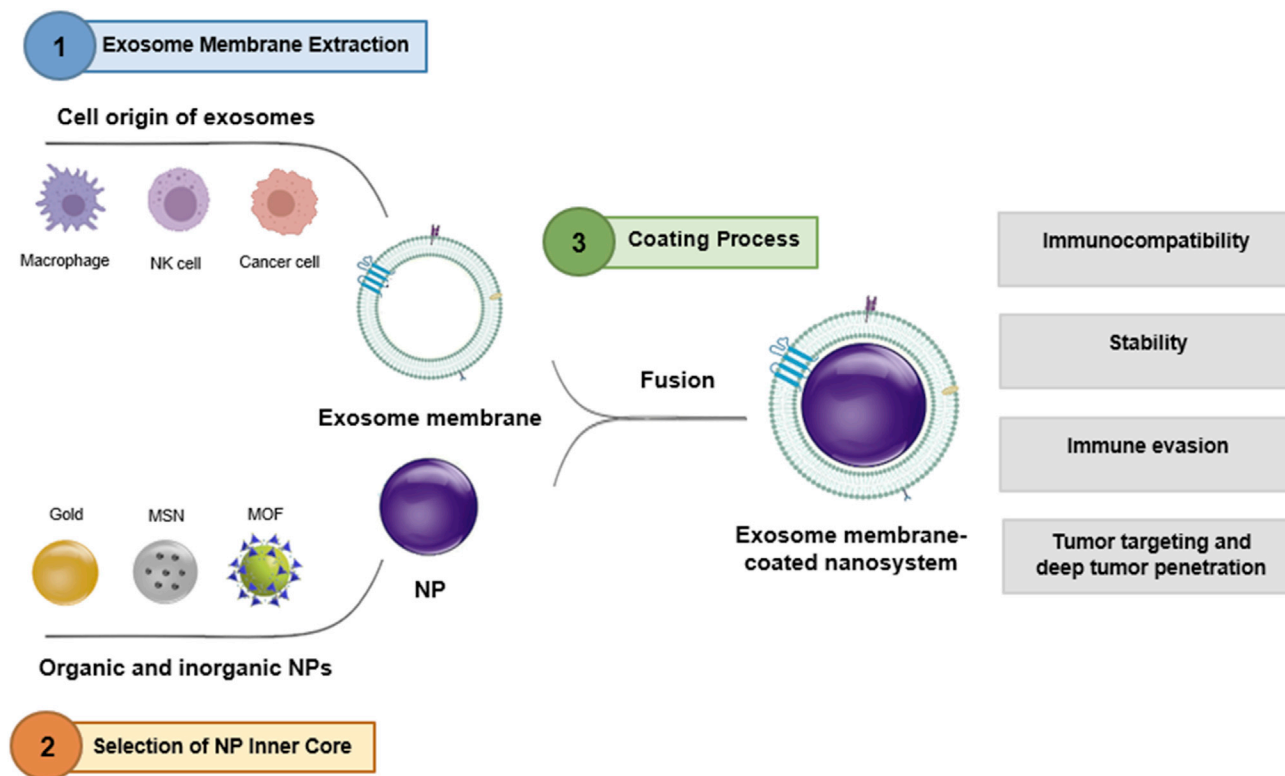 1
Exosome Membrane Extraction
Cell origin of exosomes
Macrophage
NK cell
Cancer cell
Exosome membrane
3
Coating Process
Fusion
Gold
MSN
MOF
NP
Organic and inorganic NPs
2
Selection of NP Inner Core
Exosome membrane-
coated nanosystem
Immunocompatibility
Stability
Immune evasion
Tumor targeting and
deep tumor penetration